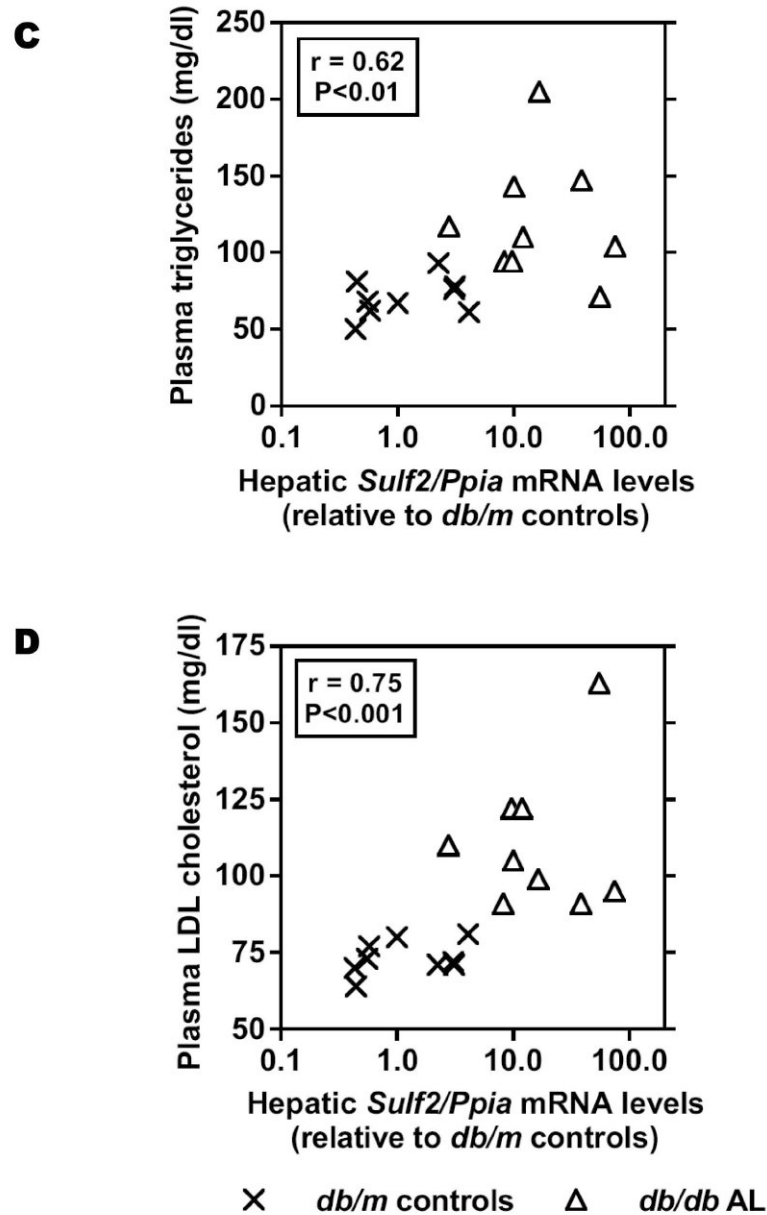 C
Plasma triglycerides (mg/dl)
250
200
150
100
50
0
r = 0.62
P<0.01
0.1 1.0 10.0 100.0
Hepatic Sulf2/Ppia mRNA levels
(relative to db/m controls)
D
Plasma LDL cholesterol (mg/dl)
175
150
125
100
75
50
r = 0.75
P<0.001
0.1 1.0 10.0 100.0
Hepatic Sulf2/Ppia mRNA levels
(relative to db/m controls)
db/m controls db/db AL